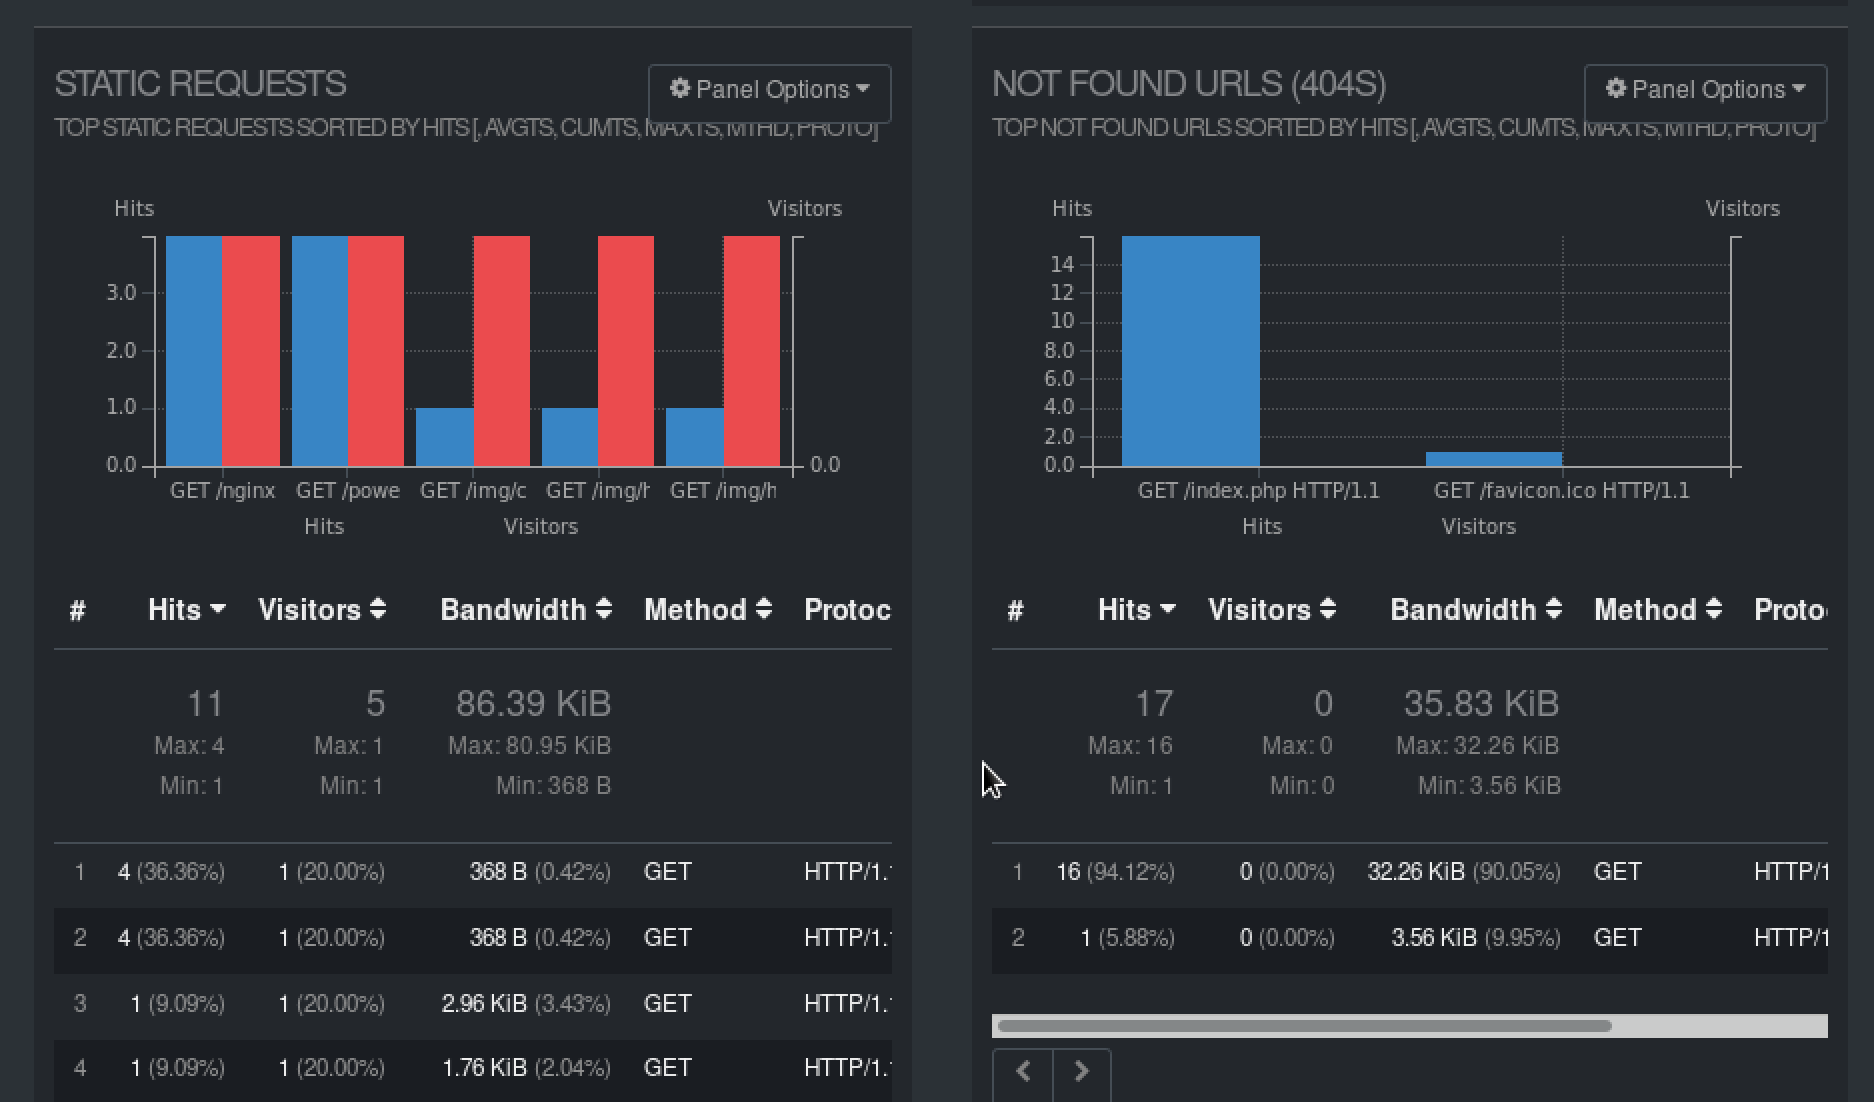 STATIC REQUESTS
Panel Options
TOP STATIC REQUESTS SORTED BY HITS [, AVGTS, CUMTS, MAXTS, MTHD, PROTO]
Hits
Visitors
3.0
2.0
1.0
0.0
0.0
GET /nginx GET /powe GET /img/c GET /img/h GET /img/h
Hits Visitors
# Hits Visitors Bandwidth Method Protoc
11 5 86.39 KiB
Max: 4 Max: 1 Max: 80.95 KiB
Min: 1 Min: 1 Min: 368 B
1 4 (36.36%) 1 (20.00%) 368 B (0.42%) GET HTTP/1.1
2 4 (36.36%) 1 (20.00%) 368 B (0.42%) GET HTTP/1.1
3 1 (9.09%) 1 (20.00%) 2.96 KiB (3.43%) GET HTTP/1.1
4 1 (9.09%) 1 (20.00%) 1.76 KiB (2.04%) GET HTTP/1.1
NOT FOUND URLS (404S)
Panel Options
TOP NOT FOUND URLS SORTED BY HITS [, AVGTS, CUMTS, MAXTS, MTHD, PROTO]
Hits
Visitors
14
12
10
8.0
6.0
4.0
2.0
0.0
GET /index.php HTTP/1.1 GET /favicon.ico HTTP/1.1
Hits Visitors
# Hits Visitors Bandwidth Method Proto
17 0 35.83 KiB
Max: 16 Max: 0 Max: 32.26 KiB
Min: 1 Min: 0 Min: 3.56 KiB
1 16 (94.12%) 0 (0.00%) 32.26 KiB (90.05%) GET HTTP/1
2 1 (5.88%) 0 (0.00%) 3.56 KiB (9.95%) GET HTTP/1